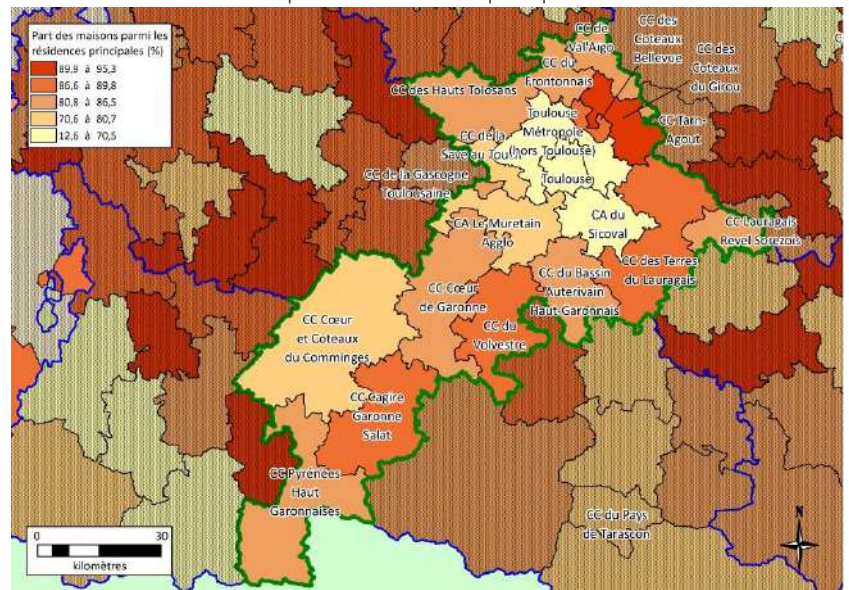 Part des maisons parmi les
résidences principales (%)
89,9 à 95,3
86,6 à 89,8
80,8 à 86,5
70,6 à 80,7
12,6 à 70,5
CC de
Val'Aigo
CC des
Coteaux
Bellevue
CC des
Coteaux
du Girou
CC du
Frontonnais
CC des Hauts Tolosans
CC Tarn-
Agout
Toulouse
Métropole
(hors Toulouse)
CC de la
Save au Touch
Toulouse
CC de la Gascogne
Toulousaine
CA Le Muretain
Agglo
CA du
Sicoval
CC Lauragais
Revel Sorezois
CC des Terres
du Lauragais
CC du Bassin
Auterivain
Haut-Garonnais
CC Cœur
de Garonne
CC du
Volvestre
CC Cœur
et Coteaux
du Comminges
CC Cagire
Garonne
Salat
CC Pyrénées
Haut
Garonnaises
CC du Pays
de Tarascon
N
0 30
kilomètres